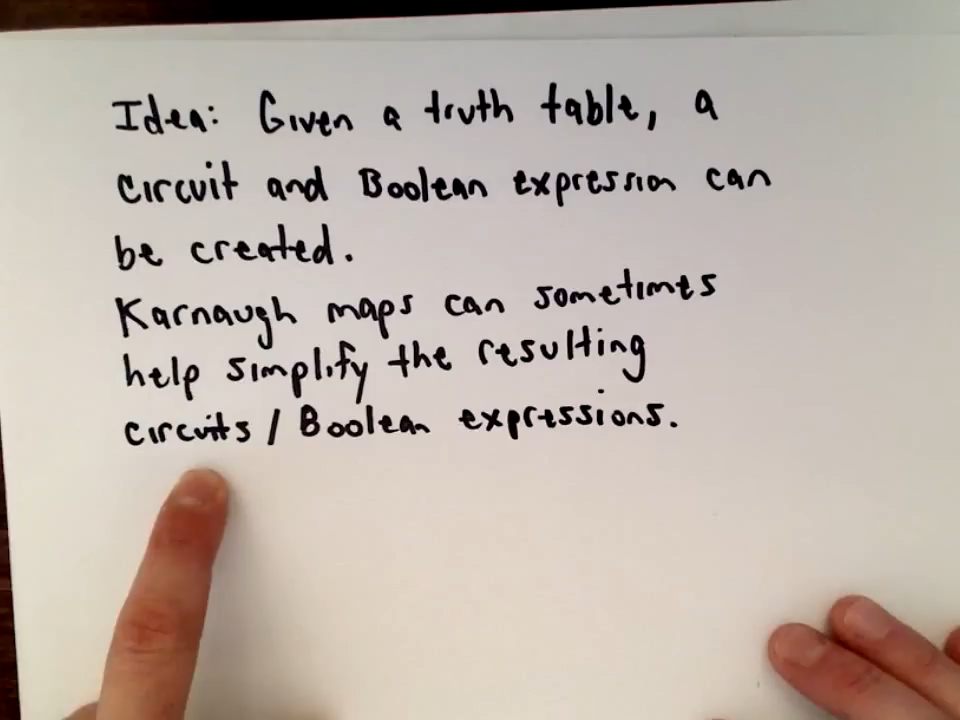 Idea: Given a truth table, a
circuit and Boolean expression can
be created.
Karnaugh maps can sometimes
help simplify the resulting
circuits / Boolean expressions.